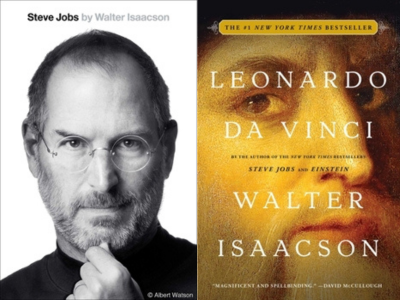 Steve Jobs by Walter Isaacson
© Albert Watson
THE #1 NEW YORK TIMES BESTSELLER
LEONARDO
DA VINCI
BY THE AUTHOR OF THE NEW YORK TIMES BESTSELLERS
STEVE JOBS AND EINSTEIN
WALTER
ISAACSON
"MAGNIFICENT AND SPELLBINDING." —DAVID McCULLOUGH